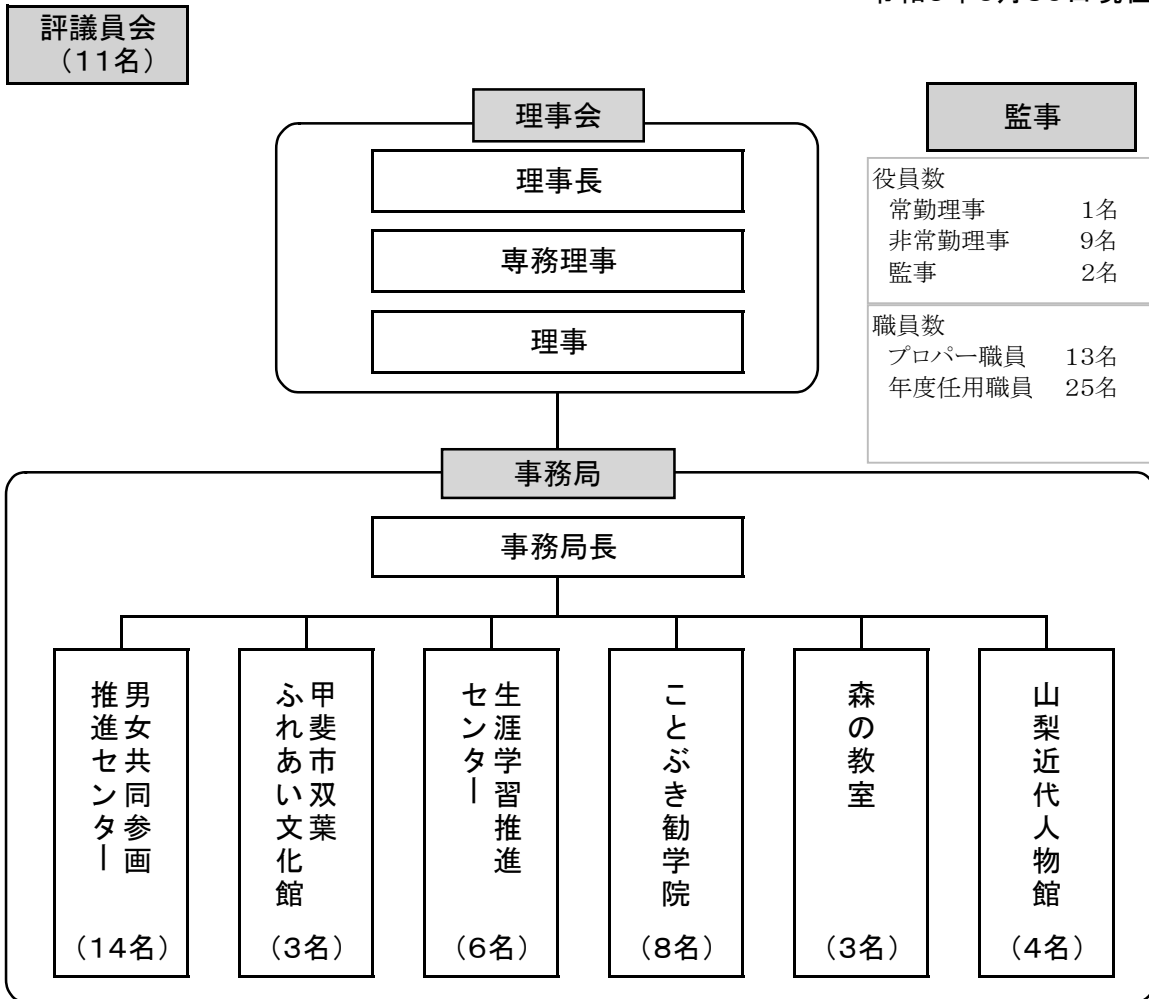 評議員会
（11名）
理事会
理事長
専務理事
理事
監事
役員数
常勤理事 1名
非常勤理事 9名
監事 2名
職員数
プロパー職員 13名
年度任用職員 25名
事務局
事務局長
男女共同参画
推進センター
（14名）
甲斐市双葉
ふれあい文化館
（3名）
生涯学習推進
センター
（6名）
ことぶき勧学院
（8名）
森の教室
（3名）
山梨近代人物館
（4名）